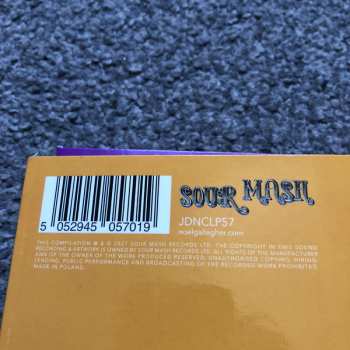 SOUR MASH
5 052945 057019
JDNCLP57
noelgallagher.com
THIS COMPILATION ℗ & © 2021 SOUR MASH RECORDS LTD. THE COPYRIGHT IN THIS SOUND
RECORDING & ARTWORK IS OWNED BY SOUR MASH RECORDS LTD. ALL RIGHTS OF THE MANUFACTURER
AND OF THE OWNER OF THE WORK PRODUCED RESERVED. UNAUTHORISED COPYING, HIRING,
LENDING, PUBLIC PERFORMANCE AND BROADCASTING OF THE RECORDED WORK PROHIBITED.
MADE IN POLAND.